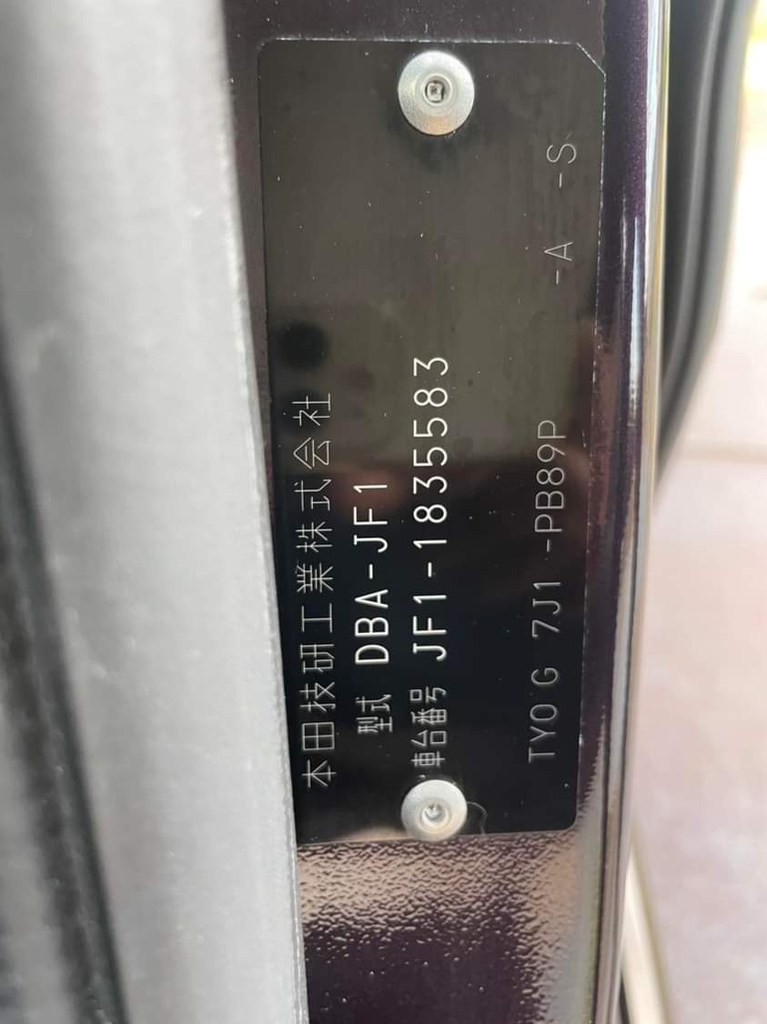 本田技研工業株式会社
型式 DBA-JF1
車台番号 JF1-1835583
TYO G 7J1 -PB89P -A -S